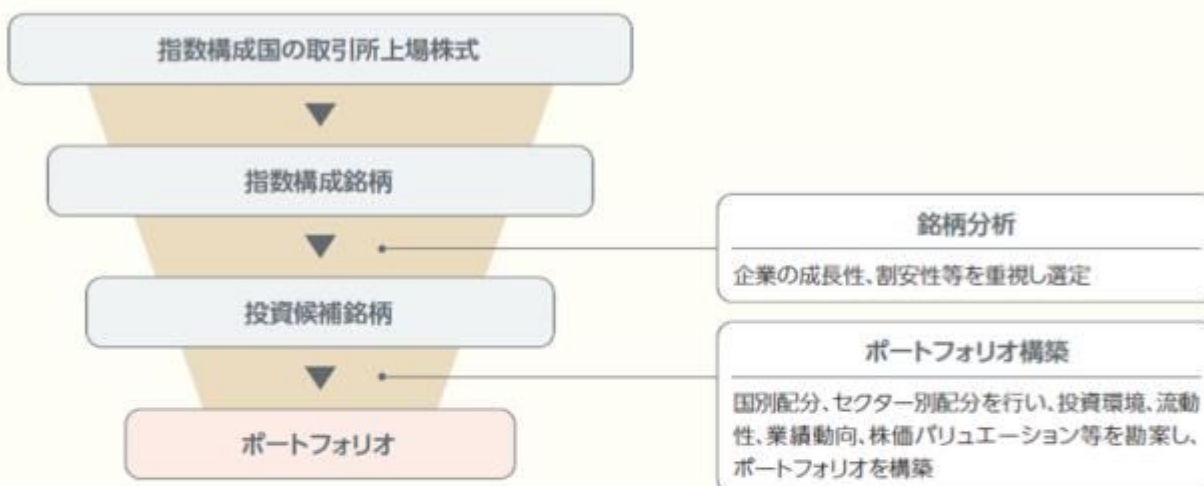 指数構成国の取引所上場株式
指数構成銘柄
投資候補銘柄
ポートフォリオ
銘柄分析
企業の成長性、割安性等を重視し選定
ポートフォリオ構築
国別配分、セクター別配分を行い、投資環境、流動
性、業績動向、株価バリュエーション等を勘案し、
ポートフォリオを構築